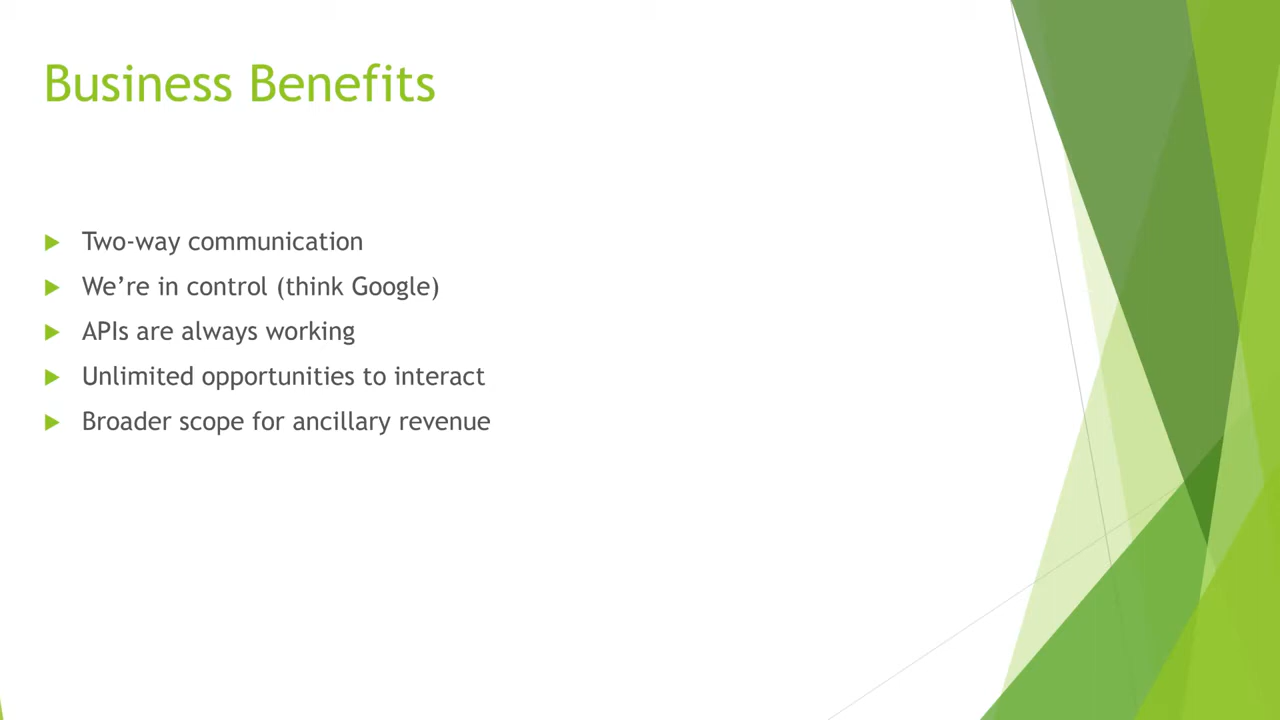 Business Benefits
Two-way communication
We’re in control (think Google)
APIs are always working
Unlimited opportunities to interact
Broader scope for ancillary revenue